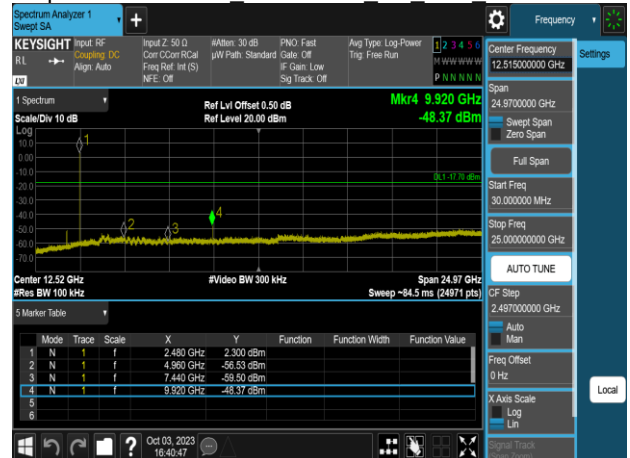 Spectrum Analyzer 1
Swept SA
+
Frequency
KEYSIGHT Input: RF
RL Coupling: DC
Align: Auto
LXI
Input Z: 50 Ω
Corr CCorr RCal
Freq Ref: Int (S)
NFE: Off
#Atten: 30 dB
µW Path: Standard
PNO: Fast
Gate: Off
IF Gain: Low
Sig Track: Off
Avg Type: Log-Power
Trig: Free Run
1 2 3 4 5 6
M W W W W W
P N N N N N
1 Spectrum
Scale/Div 10 dB
Ref Lvl Offset 0.50 dB
Ref Level 20.00 dBm
Mkr4 9.920 GHz
-48.37 dBm
Log
10.0
0.00
-10.0
-20.0
-30.0
-40.0
-50.0
-60.0
-70.0
1
2
3
4
DL1 -17.70 dBm
Center 12.52 GHz
#Res BW 100 kHz
#Video BW 300 kHz
Span 24.97 GHz
Sweep ~84.5 ms (24971 pts)
5 Marker Table
Mode Trace Scale X Y Function Function Width Function Value
1 N 1 f 2.480 GHz 2.300 dBm
2 N 1 f 4.960 GHz -56.53 dBm
3 N 1 f 7.440 GHz -59.50 dBm
4 N 1 f 9.920 GHz -48.37 dBm
5
6
?
Oct 03, 2023
16:40:47
Center Frequency
12.515000000 GHz
Settings
Span
24.9700000 GHz
Swept Span
Zero Span
Full Span
Start Freq
30.000000 MHz
Stop Freq
25.000000000 GHz
AUTO TUNE
CF Step
2.497000000 GHz
Auto
Man
Freq Offset
0 Hz
X Axis Scale
Log
Lin
Local
Signal Track
(Span Zoom)